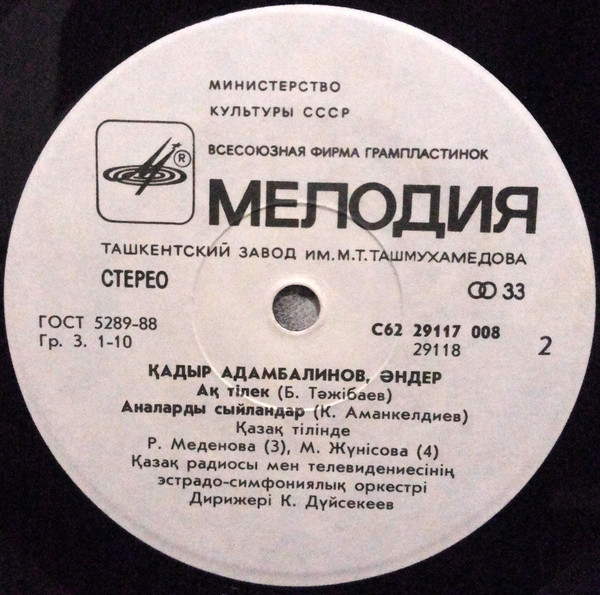 МИНИСТЕРСТВО
КУЛЬТУРЫ СССР
ВСЕСОЮЗНАЯ ФИРМА ГРАМПЛАСТИНОК
®
МЕЛОДИЯ
ТАШКЕНТСКИЙ ЗАВОД ИМ. М.Т. ТАШМУХАМЕДОВА
СТЕРЕО
33
ГОСТ 5289-88
Гр. 3. 1-10
С62 29117 008
29118
2
ҚАДЫР АДАМБАЛИНОВ, ӘНДЕР
Ақ тілек (Б. Тәжібаев)
Аналарды сыйландар (К. Аманкелдиев)
Қазақ тілінде
Р. Меденова (3), М. Жүнісова (4)
Қазақ радиосы мен телевидениесінің
эстрадо-симфониялық оркестрі
Дирижері К. Дүйсекеев